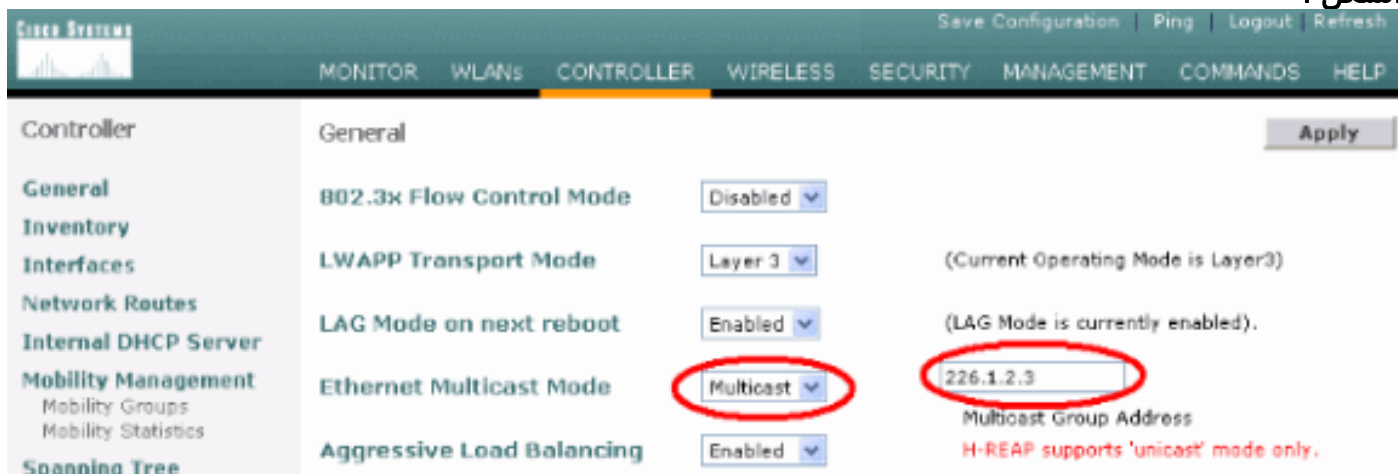 Save Configuration | Ping | Logout | Refresh
CISCO SYSTEMS
MONITOR WLANs CONTROLLER WIRELESS SECURITY MANAGEMENT COMMANDS HELP
Controller
General
Inventory
Interfaces
Network Routes
Internal DHCP Server
Mobility Management
Mobility Groups
Mobility Statistics
Spanning Tree
General
Apply
802.3x Flow Control Mode Disabled
LWAPP Transport Mode Layer 3 (Current Operating Mode is Layer3)
LAG Mode on next reboot Enabled (LAG Mode is currently enabled).
Ethernet Multicast Mode Multicast 226.1.2.3
Multicast Group Address
Aggressive Load Balancing Enabled H-REAP supports 'unicast' mode only.